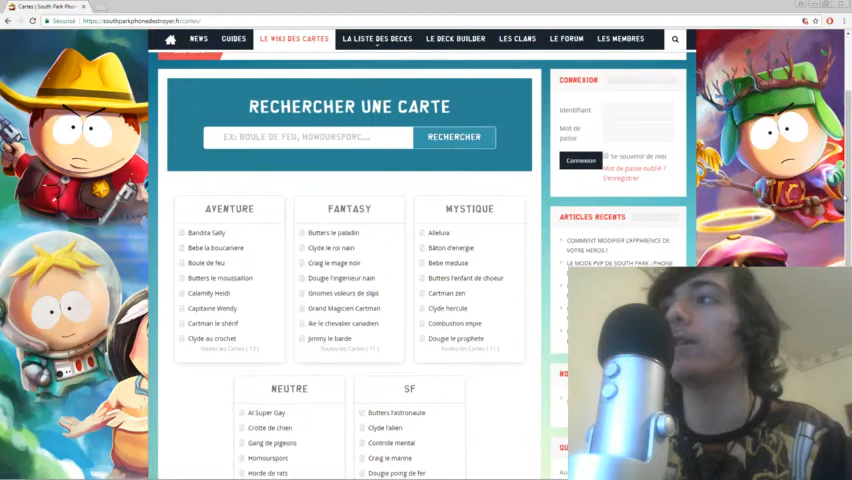 Cartes | South Park Phon
Sécurisé
https://southparkphonedestroyer.fr/cartes/
NEWS GUIDES LE WIKI DES CARTES LA LISTE DES DECKS LE DECK BUILDER LES CLANS LE FORUM LES MEMBRES
RECHERCHER UNE CARTE
EX: BOULE DE FEU, HOMOURSPORC... RECHERCHER
AVENTURE
Bandita Sally
Bebe la boucaniere
Boule de feu
Butters le moussaillon
Calamity Heidi
Capitaine Wendy
Cartman le shérif
Clyde au crochet
Toutes les Cartes ( 13 )
FANTASY
Butters le paladin
Clyde le roi nain
Craig le mage noir
Dougie l'ingenieur nain
Gnomes voleurs de slips
Grand Magicien Cartman
Ike le chevalier canadien
Jimmy le barde
Toutes les Cartes ( 11 )
MYSTIQUE
Alleluia
Bâton d'energie
Bebe meduse
Butters l'enfant de choeur
Cartman zen
Clyde hercule
Combustion impie
Dougie le prophete
Toutes les Cartes ( 11 )
NEUTRE
Al Super Gay
Crotte de chien
Gang de pigeons
Homoursporc
Horde de rats
SF
Butters l'astronaute
Clyde l'alien
Controle mental
Craig le marine
Dougie poing de fer
CONNEXION
Identifiant
Mot de
passe
Connexion
Se souvenir de moi
Mot de passe oublié ?
S'enregistrer
ARTICLES RECENTS
COMMENT MODIFIER L'APPARENCE DE
VOTRE HEROS !
LE MODE PVP DE SOUTH PARK : PHONE
NO
QU